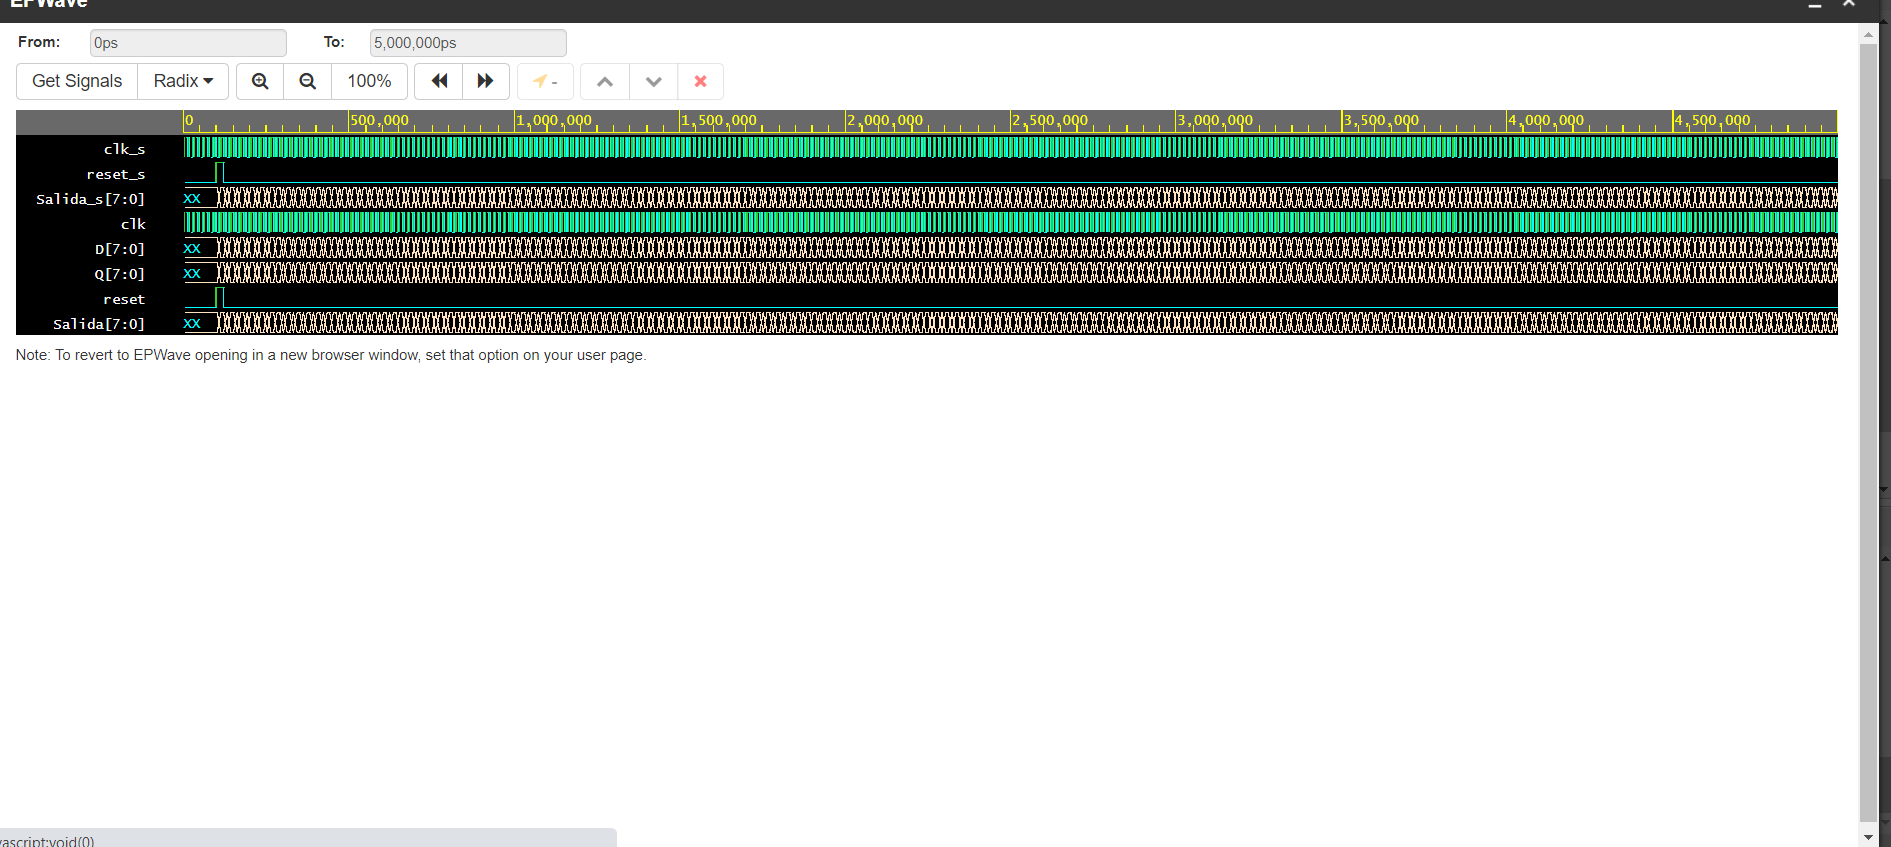 EPWave
From: 0ps To: 5,000,000ps
Get Signals Radix 100% -
0 500,000 1,000,000 1,500,000 2,000,000 2,500,000 3,000,000 3,500,000 4,000,000 4,500,000
clk_s
reset_s
Salida_s[7:0] XX
clk
D[7:0] XX
Q[7:0] XX
reset
Salida[7:0] XX
Note: To revert to EPWave opening in a new browser window, set that option on your user page.
vascript:void(0)